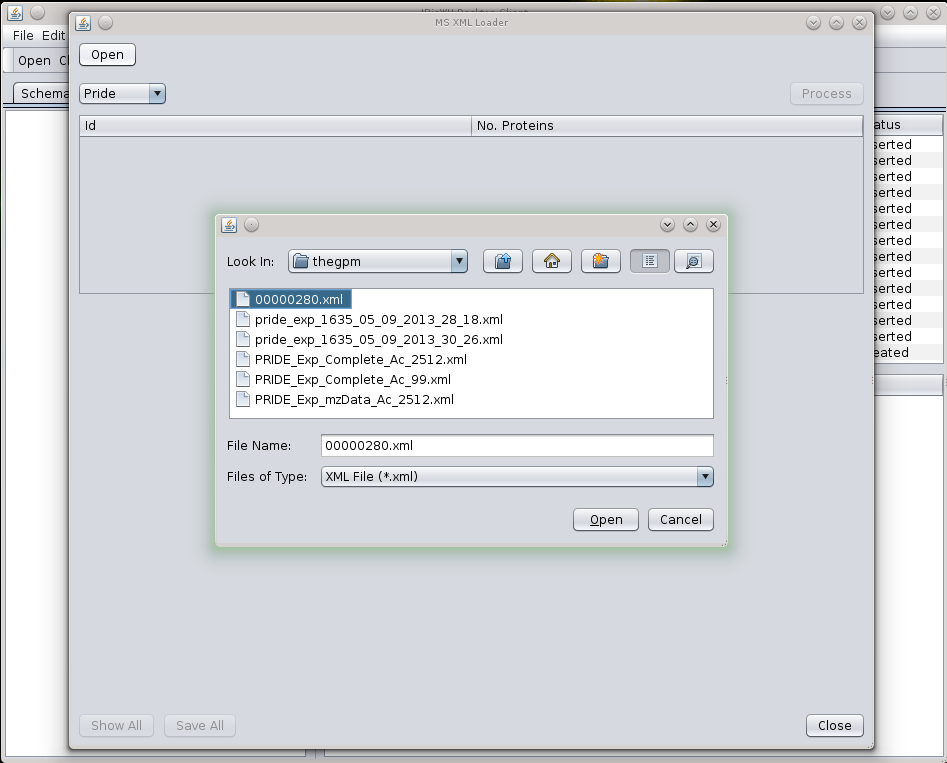 MS XML Loader
File Edit
Open
Open
Schema
Pride
Process
Id No. Proteins
Look In: thegpm
00000280.xml
pride_exp_1635_05_09_2013_28_18.xml
pride_exp_1635_05_09_2013_30_26.xml
PRIDE_Exp_Complete_Ac_2512.xml
PRIDE_Exp_Complete_Ac_99.xml
PRIDE_Exp_mzData_Ac_2512.xml
File Name: 00000280.xml
Files of Type: XML File (*.xml)
Open Cancel
atus
serted
serted
serted
serted
serted
serted
serted
serted
serted
serted
serted
serted
serted
eated
Show All Save All Close